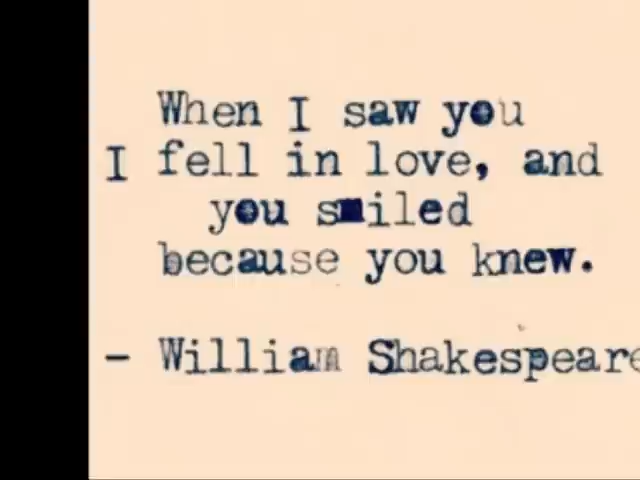 When I saw you
I fell in love, and
you smiled
because you knew.
- William Shakespeare